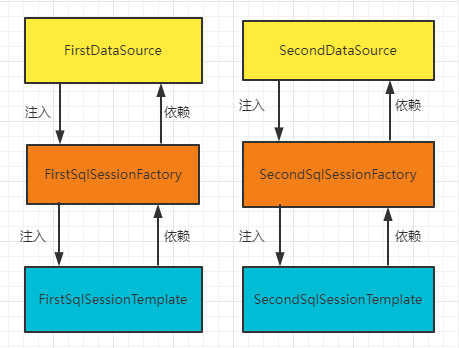 FirstDataSource
SecondDataSource
注入
依赖
注入
依赖
FirstSqlSessionFactory
SecondSqlSessionFactory
注入
依赖
注入
依赖
FirstSqlSessionTemplate
SecondSqlSessionTemplate